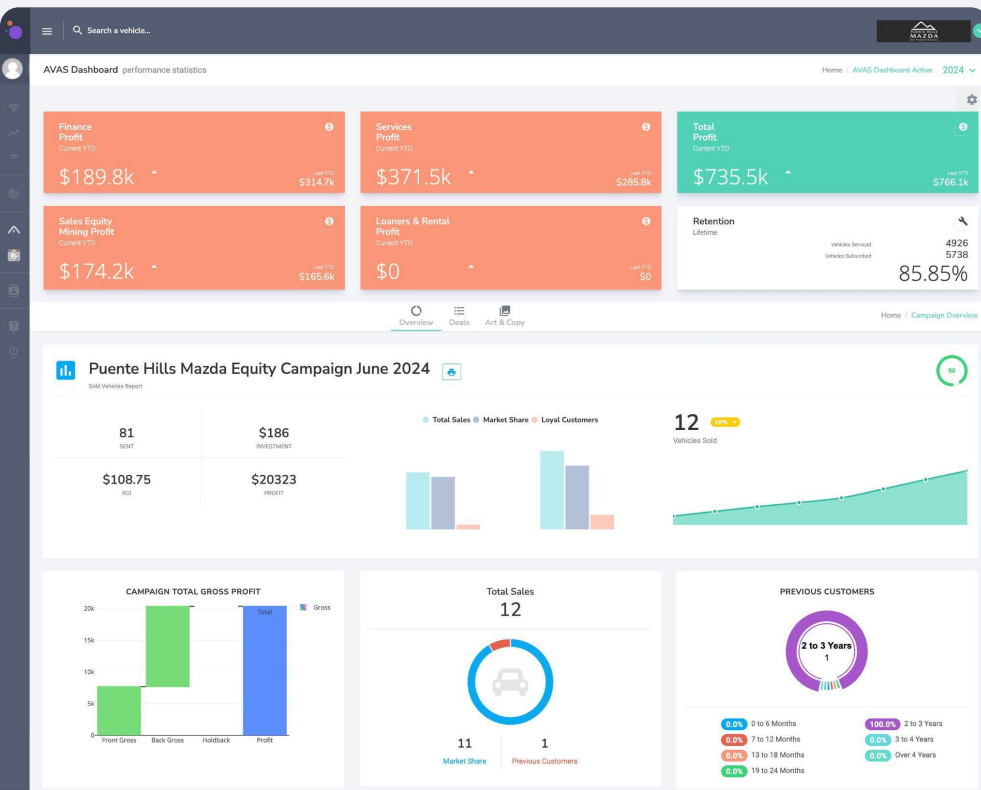 Search a vehicle...
PUENTE HILLS
MAZDA
AVAS Dashboard performance statistics
Home / AVAS Dashboard Active 2024
Finance
Profit
Current YTD
$189.8k
Last YTD
$314.7k
Services
Profit
Current YTD
$371.5k
Last YTD
$285.8k
Total
Profit
Current YTD
$735.5k
Last YTD
$766.1k
Sales Equity
Mining Profit
Current YTD
$174.2k
Last YTD
$165.6k
Loaners & Rental
Profit
Current YTD
$0
Last YTD
$0
Retention
Lifetime
Vehicles Serviced 4926
Vehicles Subscribed 5738
85.85%
Overview Deals Art & Copy
Home / Campaign Overview
Puente Hills Mazda Equity Campaign June 2024
Sold Vehicles Report
90
81
SENT
$186
INVESTMENT
$108.75
ROI
$20323
PROFIT
Total Sales Market Share Loyal Customers
12
Vehicles Sold
CAMPAIGN TOTAL GROSS PROFIT
20k
15k
10k
5k
0
Total
Gross
Front Gross Back Gross Holdback Profit
Total Sales
12
11
Market Share
1
Previous Customers
PREVIOUS CUSTOMERS
2 to 3 Years
1
0.0% 0 to 6 Months
0.0% 7 to 12 Months
0.0% 13 to 18 Months
0.0% 19 to 24 Months
100.0% 2 to 3 Years
0.0% 3 to 4 Years
0.0% Over 4 Years